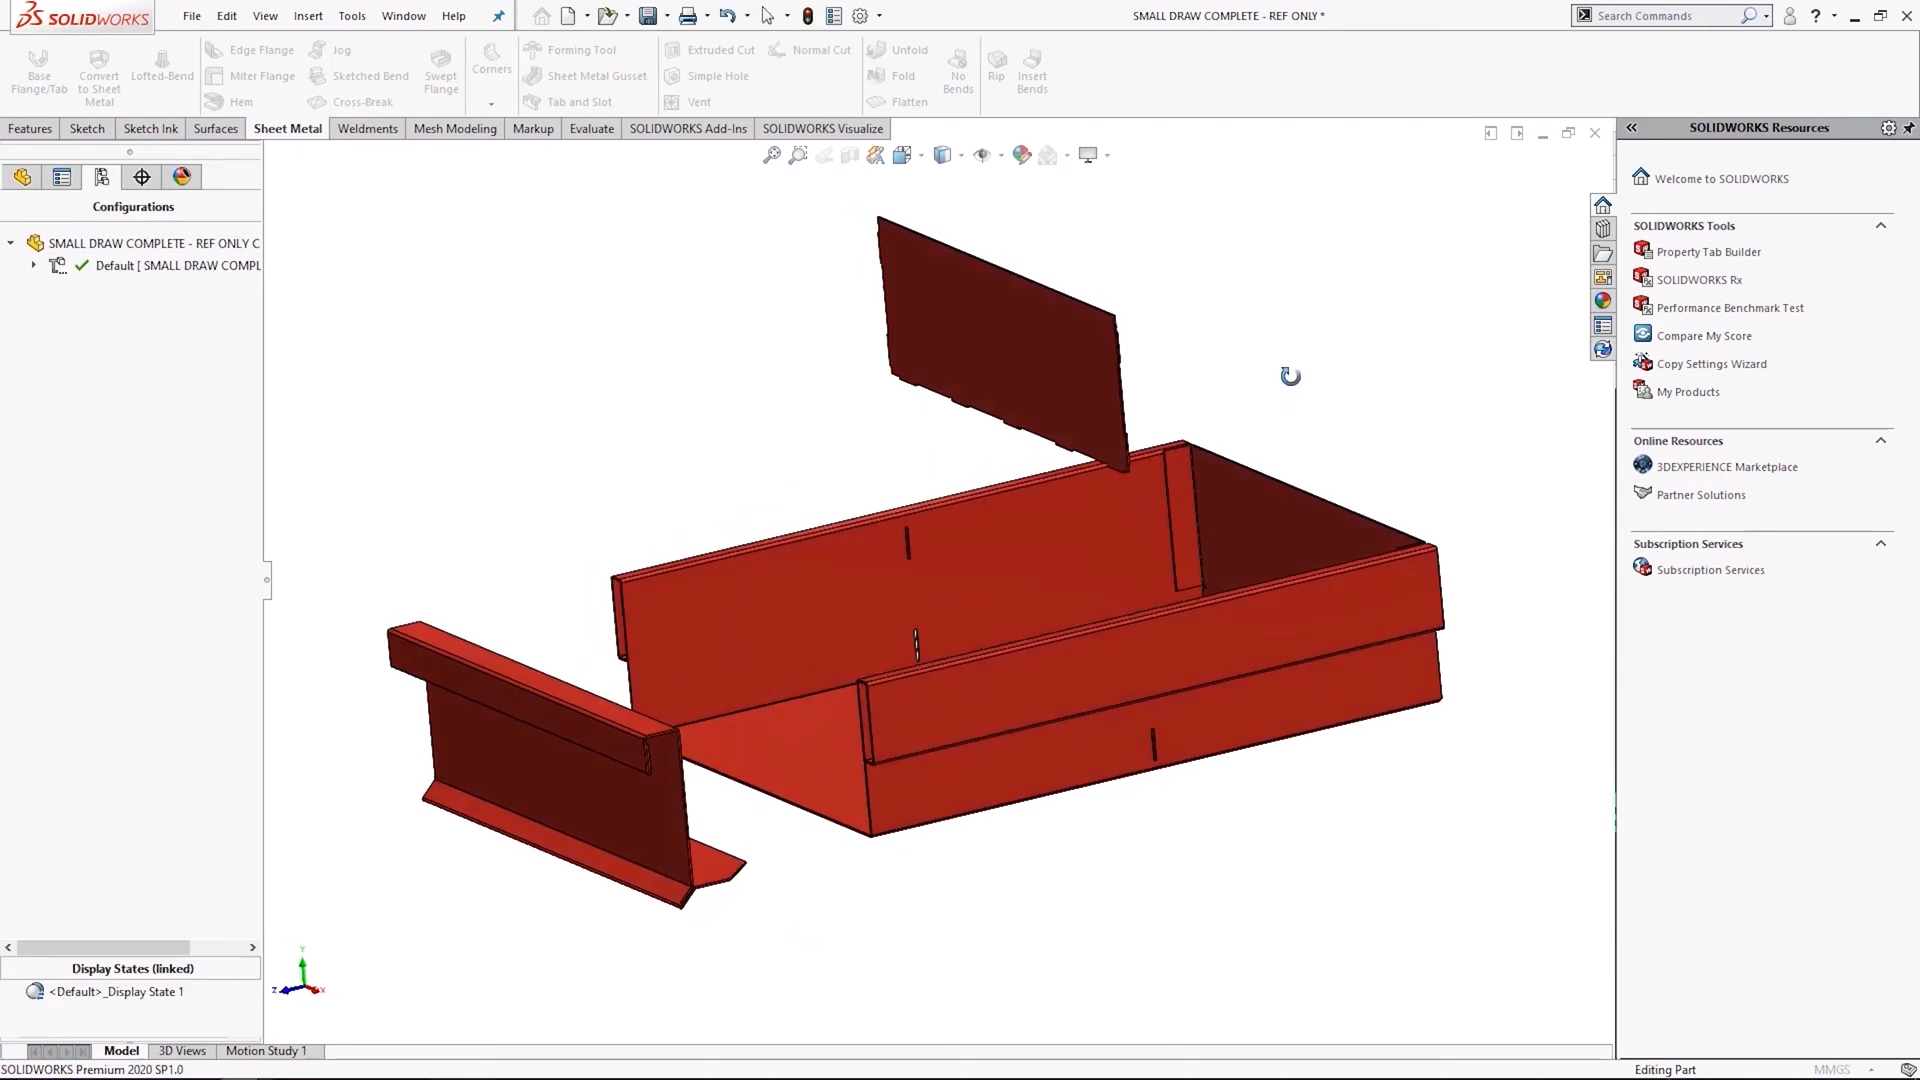 SOLIDWORKS
File Edit View Insert Tools Window Help
SMALL DRAW COMPLETE - REF ONLY *
Search Commands
Base Flange/Tab
Convert to Sheet Metal
Lofted-Bend
Edge Flange
Miter Flange
Hem
Jog
Sketched Bend
Cross-Break
Swept Flange
Corners
Forming Tool
Sheet Metal Gusset
Tab and Slot
Extruded Cut
Simple Hole
Vent
Normal Cut
Unfold
Fold
Flatten
No Bends
Rip
Insert Bends
Features Sketch Sketch Ink Surfaces Sheet Metal Weldments Mesh Modeling Markup Evaluate SOLIDWORKS Add-Ins SOLIDWORKS Visualize
Configurations
SMALL DRAW COMPLETE - REF ONLY C
Default [ SMALL DRAW COMPL
Display States (linked)
<Default>_Display State 1
Y
Z
X
Model 3D Views Motion Study 1
SOLIDWORKS Premium 2020 SP1.0
Editing Part
MMGS
SOLIDWORKS Resources
Welcome to SOLIDWORKS
SOLIDWORKS Tools
Property Tab Builder
SOLIDWORKS Rx
Performance Benchmark Test
Compare My Score
Copy Settings Wizard
My Products
Online Resources
3DEXPERIENCE Marketplace
Partner Solutions
Subscription Services
Subscription Services